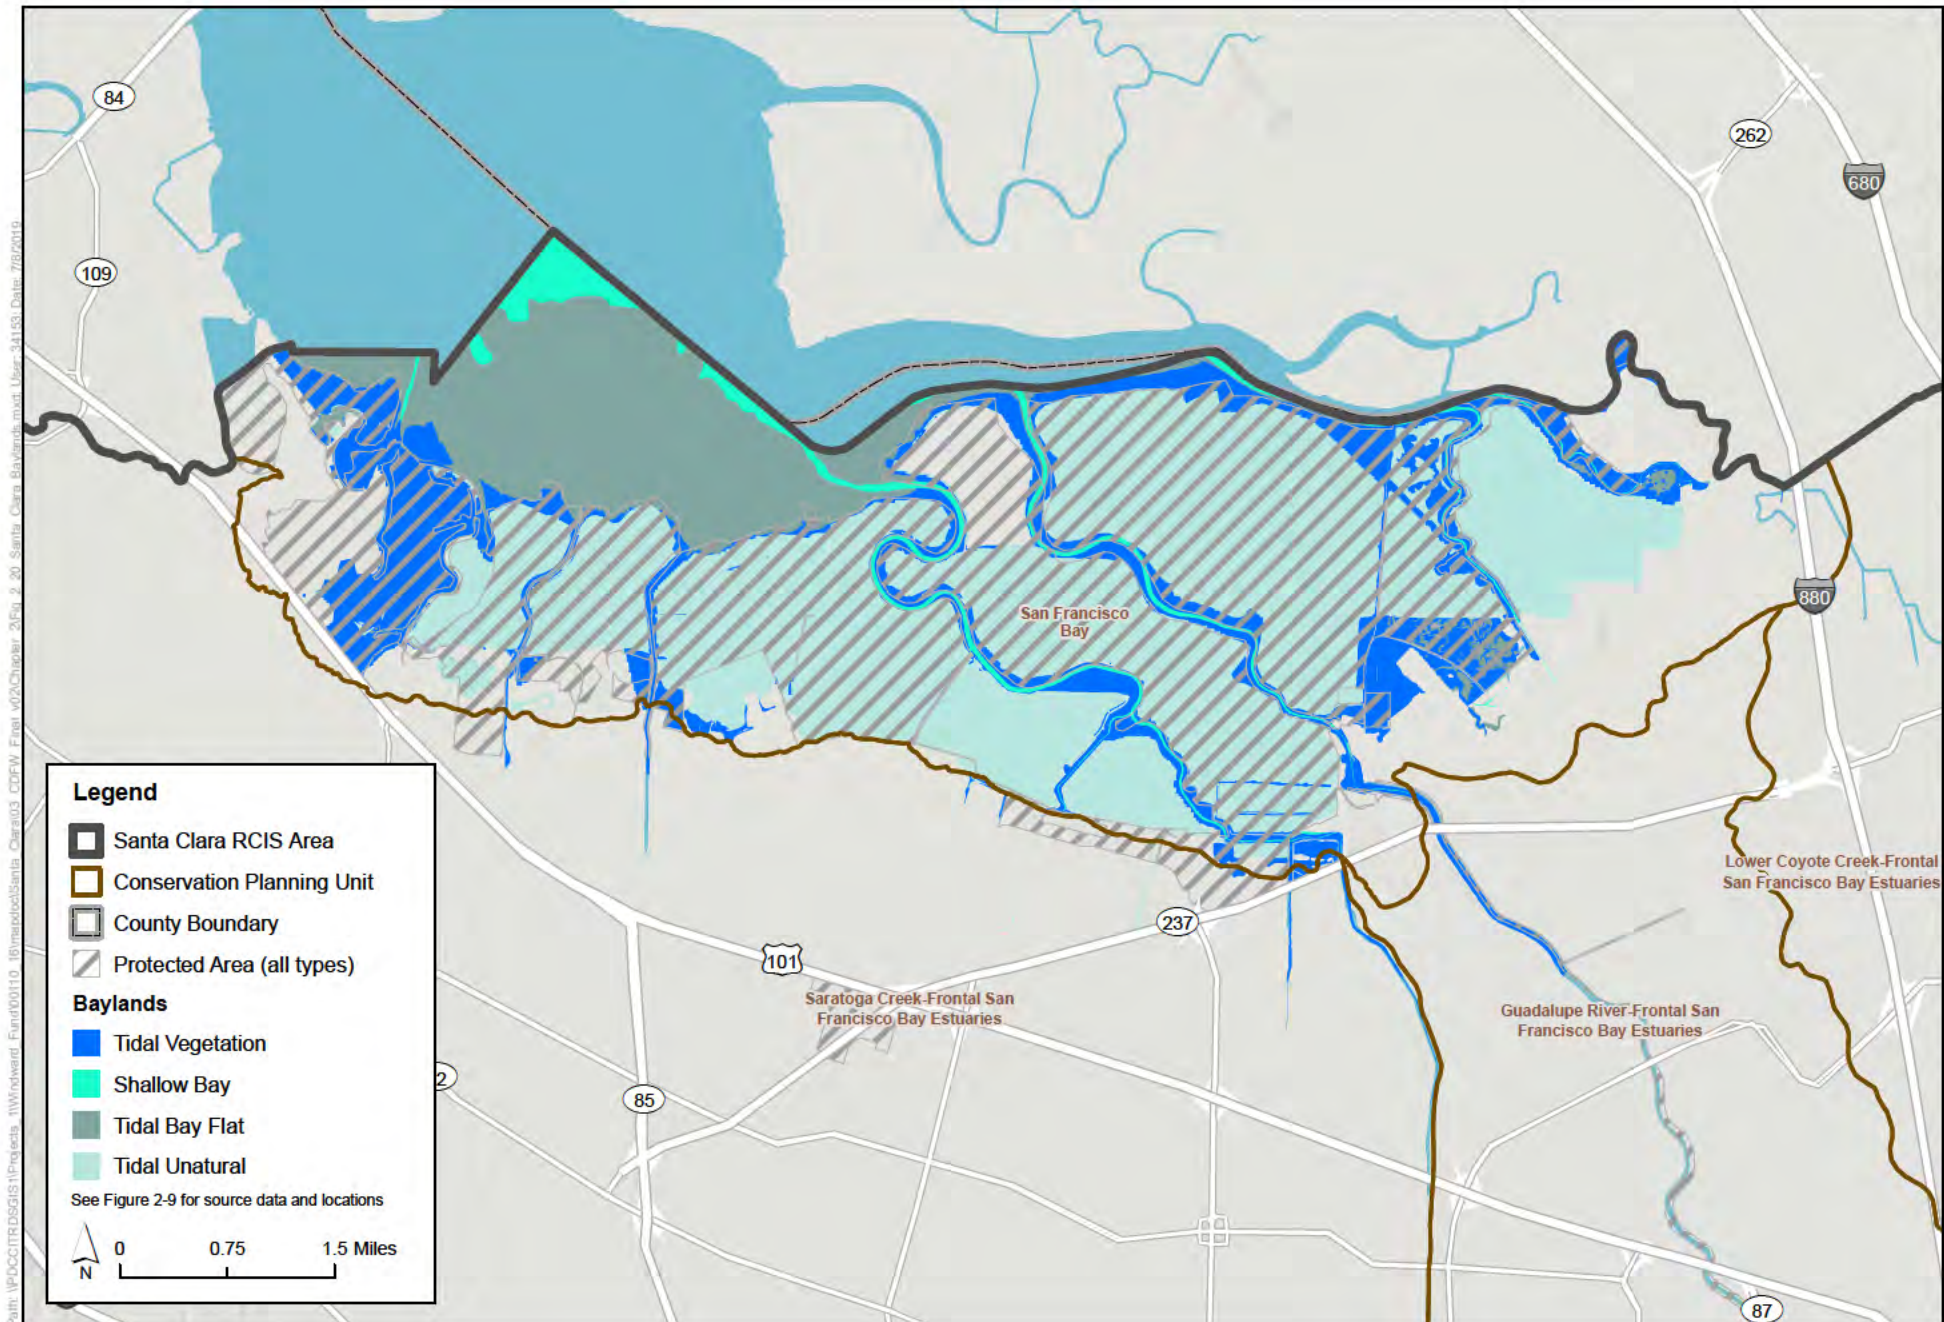 84
262
680
109
880
San Francisco
Bay
Lower Coyote Creek-Frontal
San Francisco Bay Estuaries
237
101
Saratoga Creek-Frontal San
Francisco Bay Estuaries
Guadalupe River-Frontal San
Francisco Bay Estuaries
2
85
87
Legend
Santa Clara RCIS Area
Conservation Planning Unit
County Boundary
Protected Area (all types)
Baylands
Tidal Vegetation
Shallow Bay
Tidal Bay Flat
Tidal Unatural
See Figure 2-9 for source data and locations
N
0 0.75 1.5 Miles